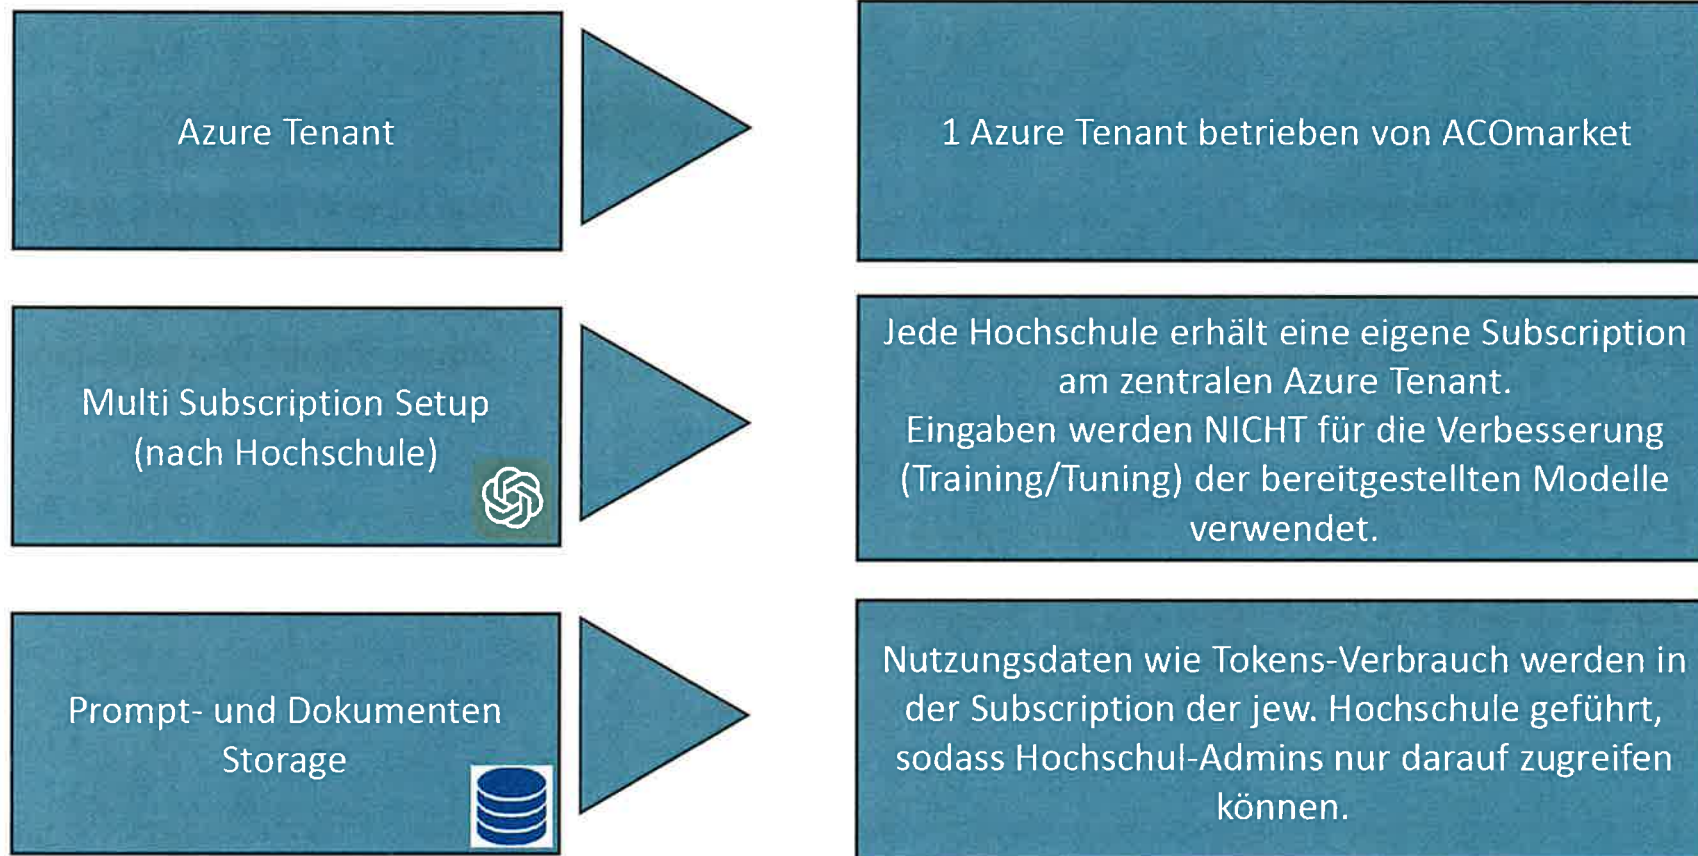 Azure Tenant
1 Azure Tenant betrieben von ACOmarket
Multi Subscription Setup
(nach Hochschule)
Jede Hochschule erhält eine eigene Subscription
am zentralen Azure Tenant.
Eingaben werden NICHT für die Verbesserung
(Training/Tuning) der bereitgestellten Modelle
verwendet.
Prompt- und Dokumenten
Storage
Nutzungsdaten wie Tokens-Verbrauch werden in
der Subscription der jew. Hochschule geführt,
sodass Hochschul-Admins nur darauf zugreifen
können.